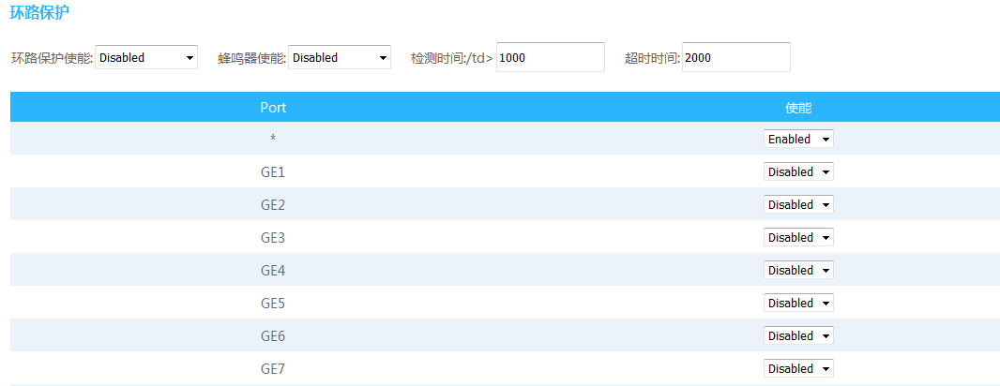 环路保护
环路保护使能: Disabled 蜂鸣器使能: Disabled 检测时间:/td> 1000 超时时间: 2000
Port 使能
* Enabled
GE1 Disabled
GE2 Disabled
GE3 Disabled
GE4 Disabled
GE5 Disabled
GE6 Disabled
GE7 Disabled